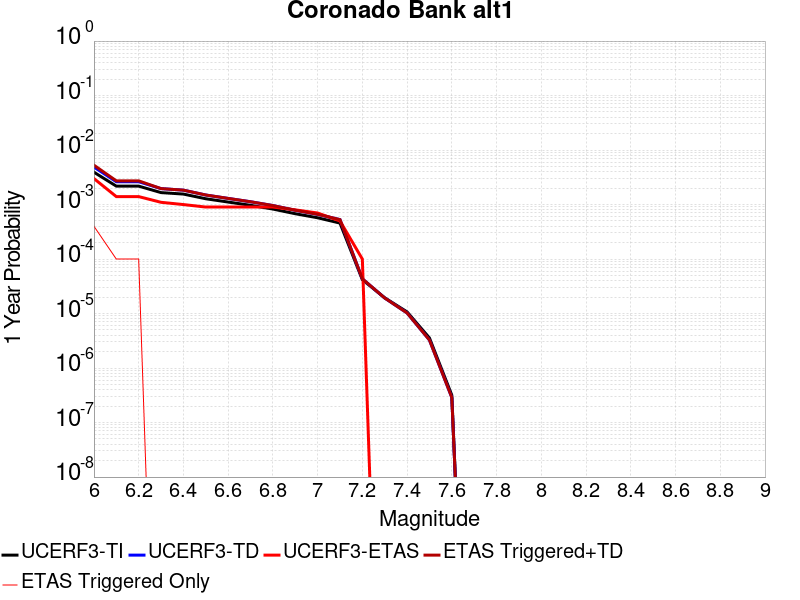 Coronado Bank alt1
10^0
10^-1
10^-2
10^-3
10^-4
10^-5
10^-6
10^-7
10^-8
1 Year Probability
6 6.2 6.4 6.6 6.8 7 7.2 7.4 7.6 7.8 8 8.2 8.4 8.6 8.8 9
Magnitude
UCERF3-TI UCERF3-TD UCERF3-ETAS ETAS Triggered+TD
ETAS Triggered Only